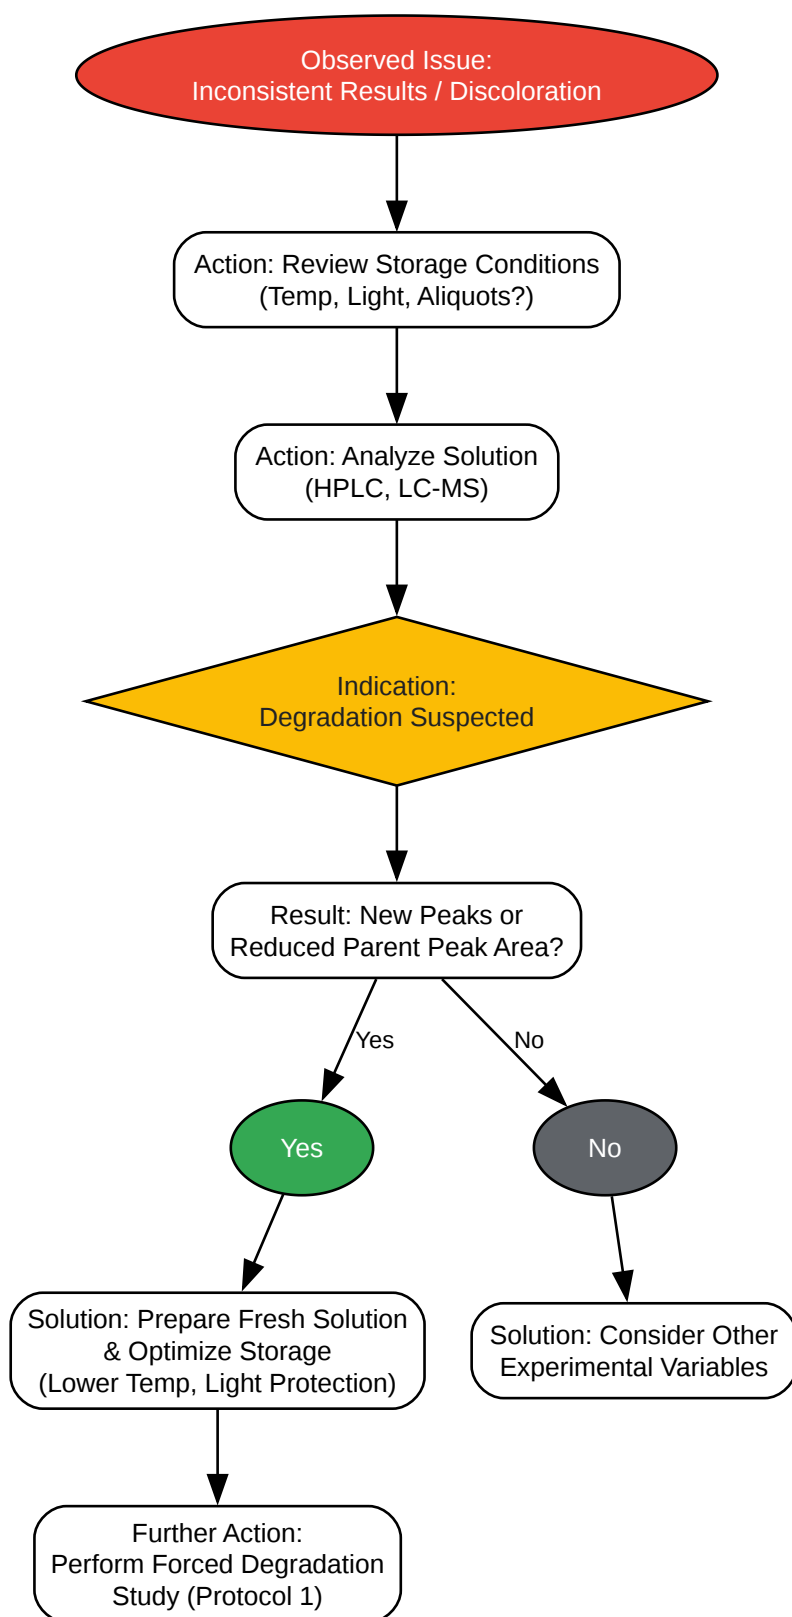 Observed Issue:
Inconsistent Results / Discoloration
Action: Review Storage Conditions
(Temp, Light, Aliquots?)
Action: Analyze Solution
(HPLC, LC-MS)
Indication:
Degradation Suspected
Result: New Peaks or
Reduced Parent Peak Area?
Yes
No
Yes
No
Solution: Prepare Fresh Solution
& Optimize Storage
(Lower Temp, Light Protection)
Solution: Consider Other
Experimental Variables
Further Action:
Perform Forced Degradation
Study (Protocol 1)